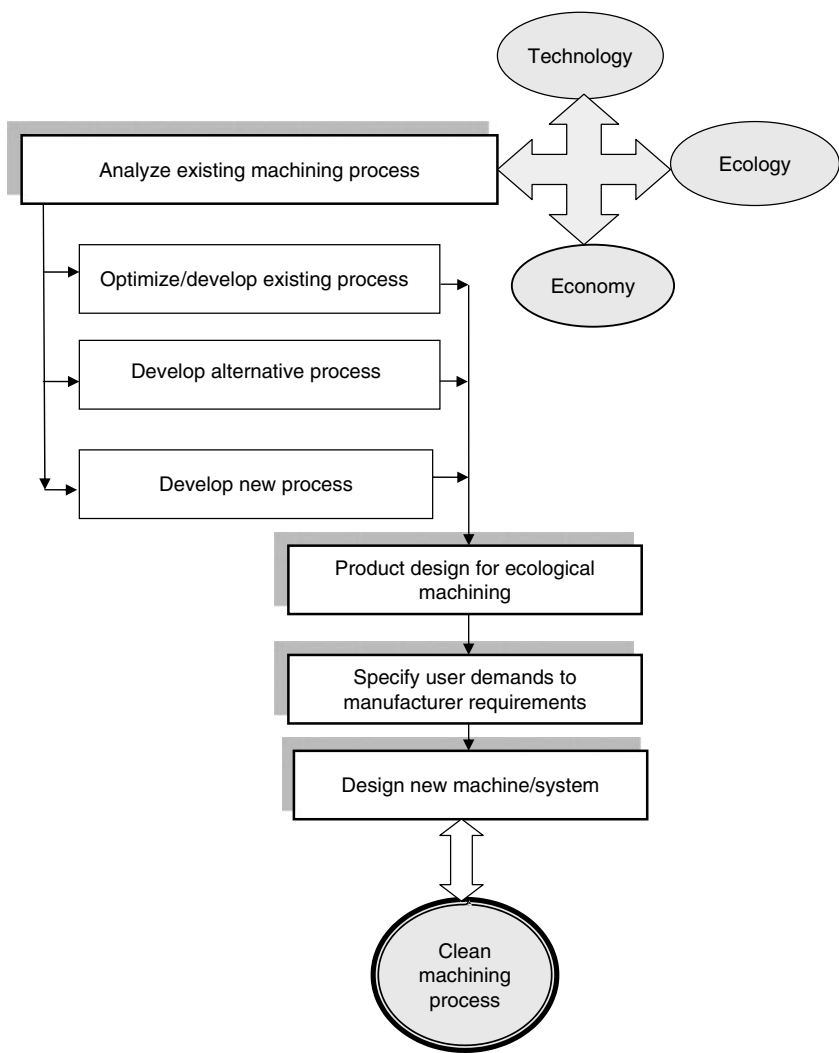 Technology
Analyze existing machining process
Ecology
Optimize/develop existing process
Economy
Develop alternative process
Develop new process
Product design for ecological
machining
Specify user demands to
manufacturer requirements
Design new machine/system
Clean
machining
process